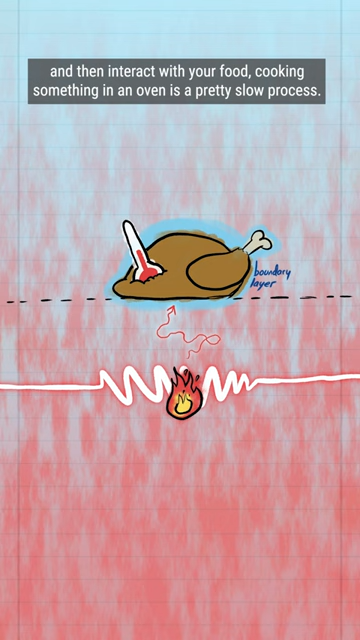 and then interact with your food, cooking
something in an oven is a pretty slow process.
boundary
layer